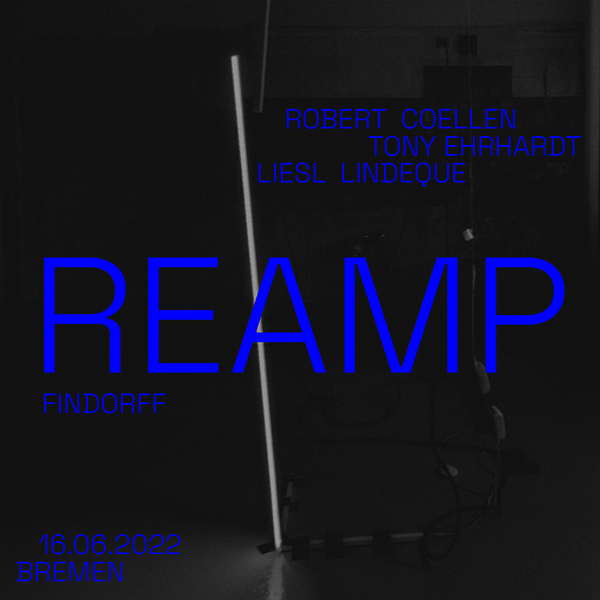 ROBERT COELLEN
TONY EHRHARDT
LIESL LINDEQUE
REAMP
FINDORFF
16.06.2022
BREMEN